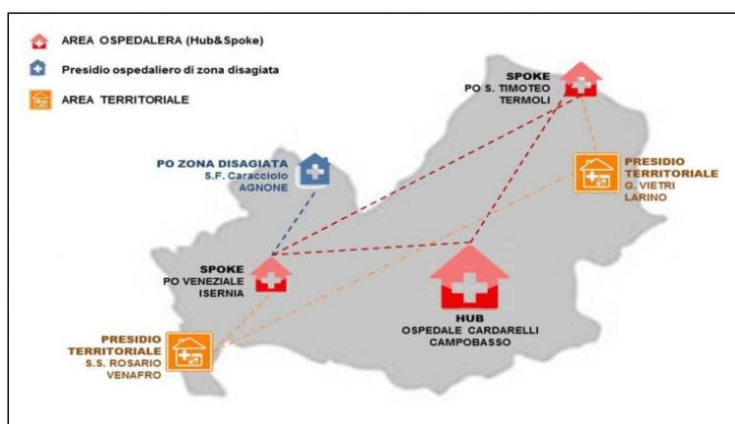 AREA OSPEDALERA (Hub&Spoke)
Presidio ospedaliero di zona disagiata
AREA TERRITORIALE
SPOKE
PO S. TIMOTEO
TERMOLI
PO ZONA DISAGIATA
S.F. Caracciolo
AGNONE
PRESIDIO
TERRITORIALE
G. VIETRI
LARINO
SPOKE
PO VENEZIALE
ISERNIA
HUB
OSPEDALE CARDARELLI
CAMPOBASSO
PRESIDIO
TERRITORIALE
S.S. ROSARIO
VENAFRO